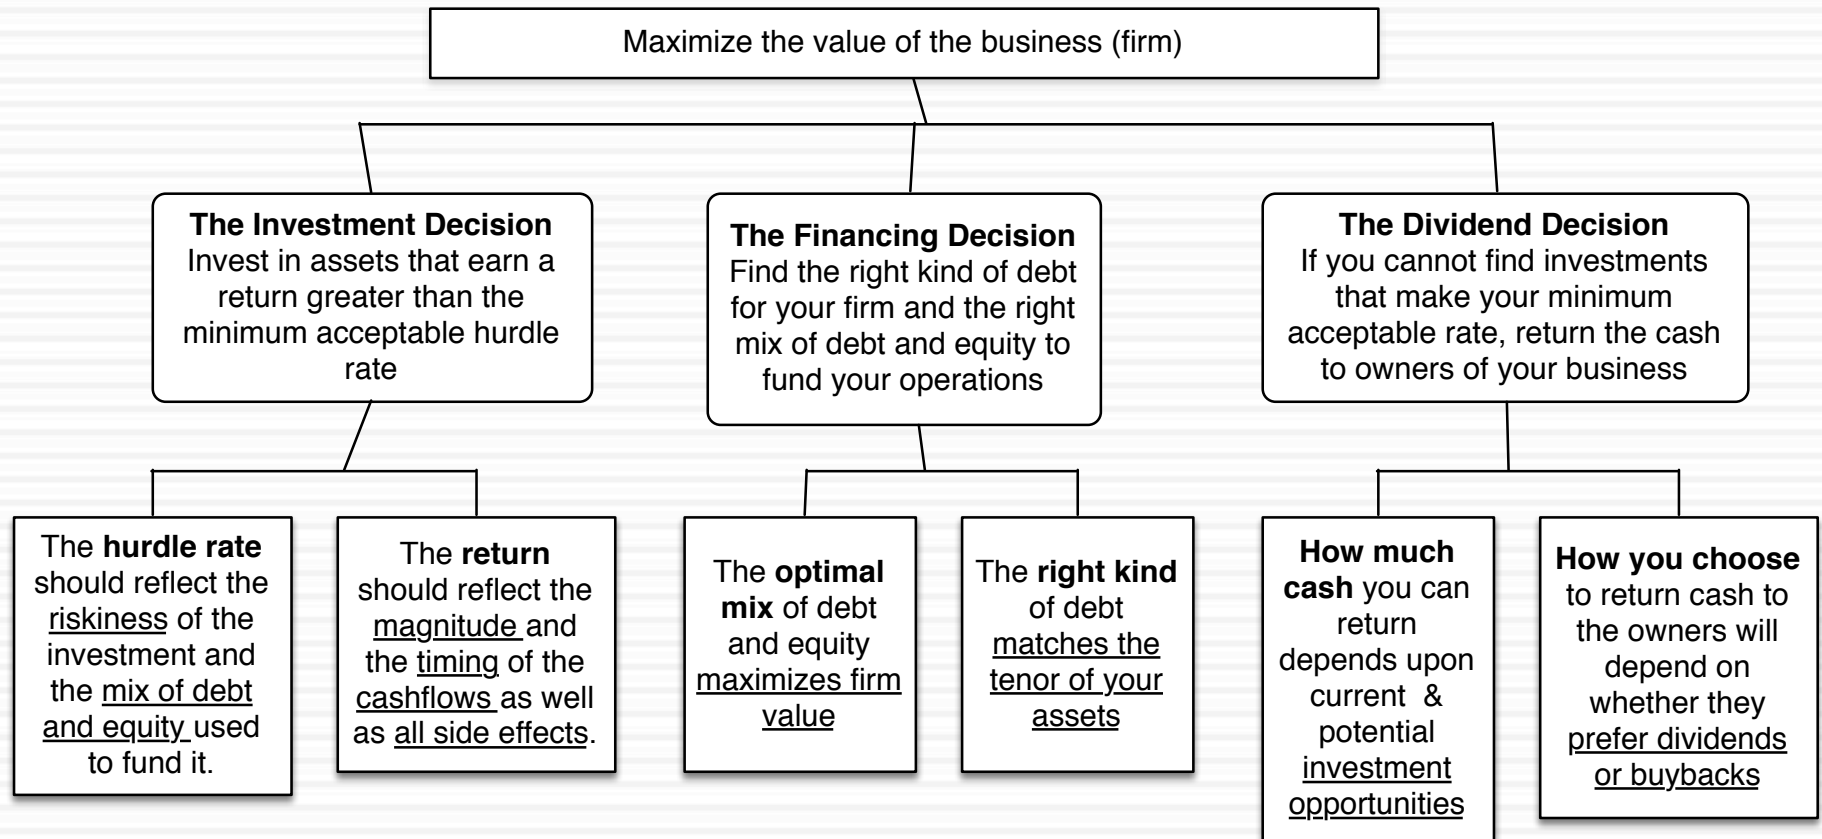 Maximize the value of the business (firm)
The Investment Decision
Invest in assets that earn a
return greater than the
minimum acceptable hurdle
rate
The Financing Decision
Find the right kind of debt
for your firm and the right
mix of debt and equity to
fund your operations
The Dividend Decision
If you cannot find investments
that make your minimum
acceptable rate, return the cash
to owners of your business
The hurdle rate
should reflect the
riskiness of the
investment and
the mix of debt
and equity used
to fund it.
The return
should reflect the
magnitude and
the timing of the
cashflows as well
as all side effects.
The optimal
mix of debt
and equity
maximizes firm
value
The right kind
of debt
matches the
tenor of your
assets
How much
cash you can
return
depends upon
current &
potential
investment
opportunities
How you choose
to return cash to
the owners will
depend on
whether they
prefer dividends
or buybacks